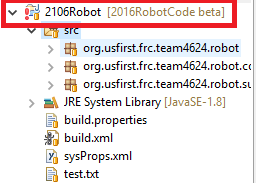 2106Robot [2016RobotCode beta]
src
org.usfirst.frc.team4624.robot
org.usfirst.frc.team4624.robot.co
org.usfirst.frc.team4624.robot.su
JRE System Library [JavaSE-1.8]
build.properties
build.xml
sysProps.xml
test.txt